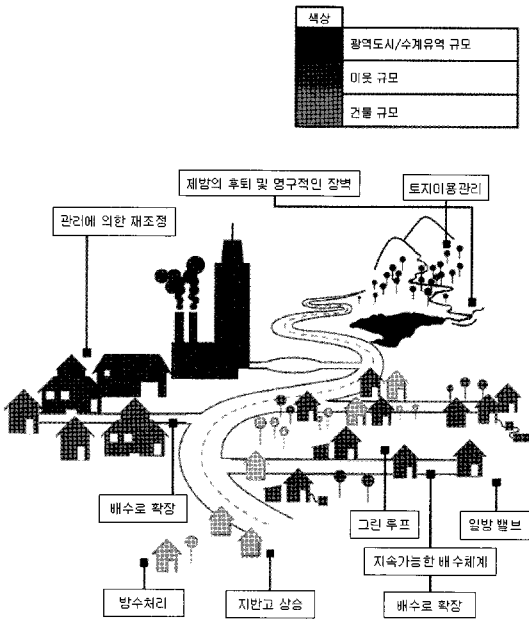 색상
광역도시/수계유역 규모
이웃 규모
건물 규모
제방의 후퇴 및 영구적인 장벽
토지이용관리
관리에 의한 재조정
배수로 확장
그린 루프
일방 밸브
지속가능한 배수체계
방수처리
지반고 상승
배수로 확장